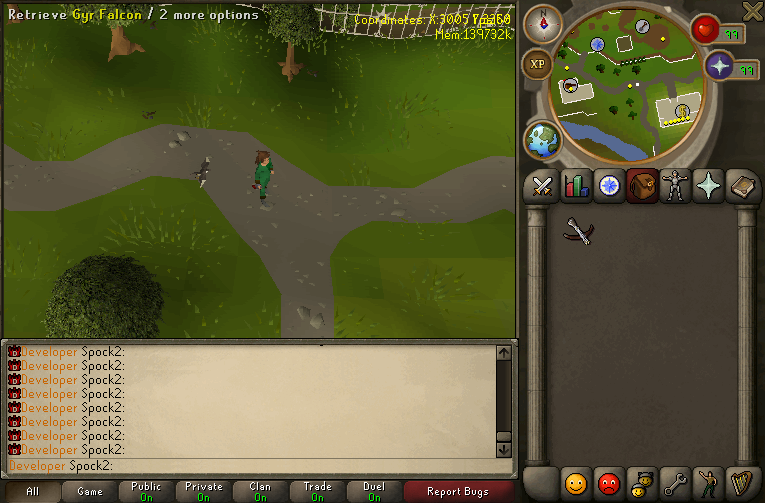 Retrieve Gyr Falcon / 2 more options
Coordinates: X:3005
Mem:139732k
99
XP
99
Developer Spock2:
Developer Spock2:
Developer Spock2:
Developer Spock2:
Developer Spock2:
Developer Spock2:
Developer Spock2:
Developer Spock2:
Developer Spock2:
All
Game
Public
On
Private
On
Clan
On
Trade
On
Duel
On
Report Bugs